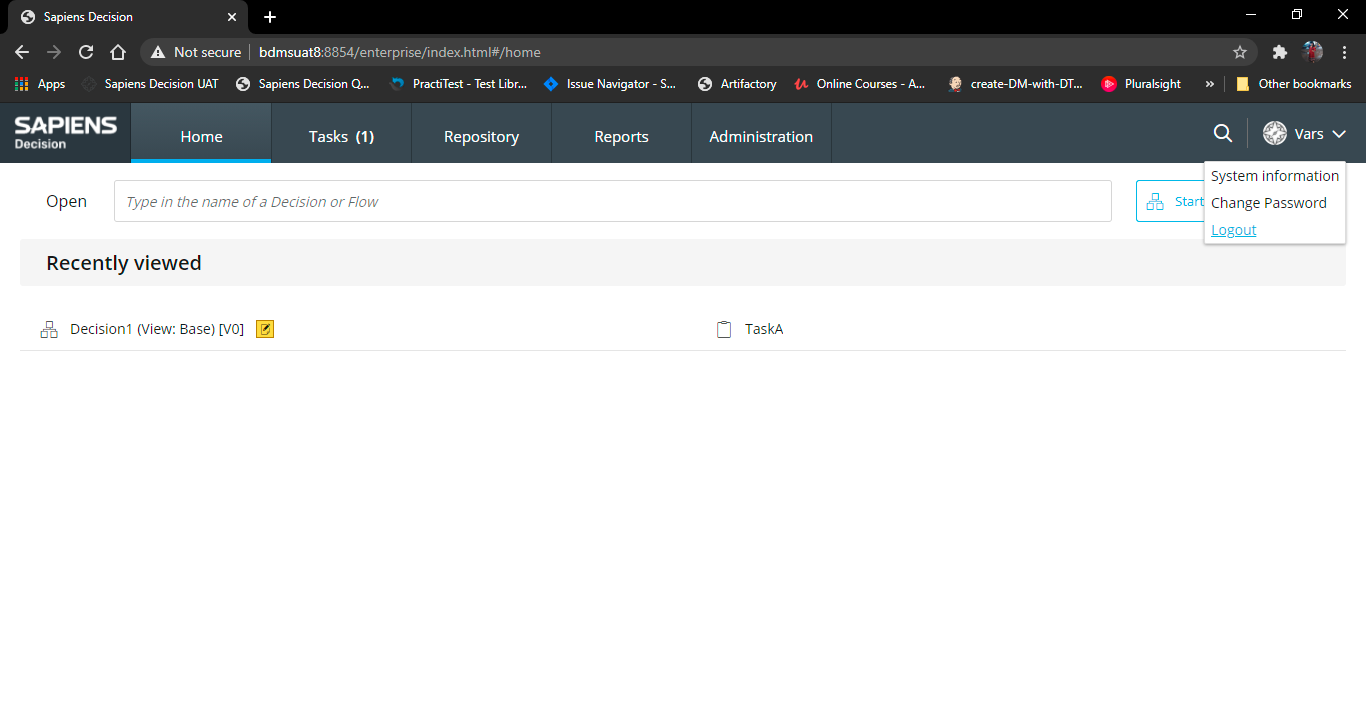 Sapiens Decision
Not secure bdmsuat8:8854/enterprise/index.html#/home
Apps Sapiens Decision UAT Sapiens Decision Q... PractiTest - Test Libr... Issue Navigator - S... Artifactory Online Courses - A... create-DM-with-DT... Pluralsight » Other bookmarks
SAPIENS
Decision
Home Tasks (1) Repository Reports Administration Vars
System information
Change Password
Logout
Open Type in the name of a Decision or Flow Start
Recently viewed
Decision1 (View: Base) [V0] TaskA